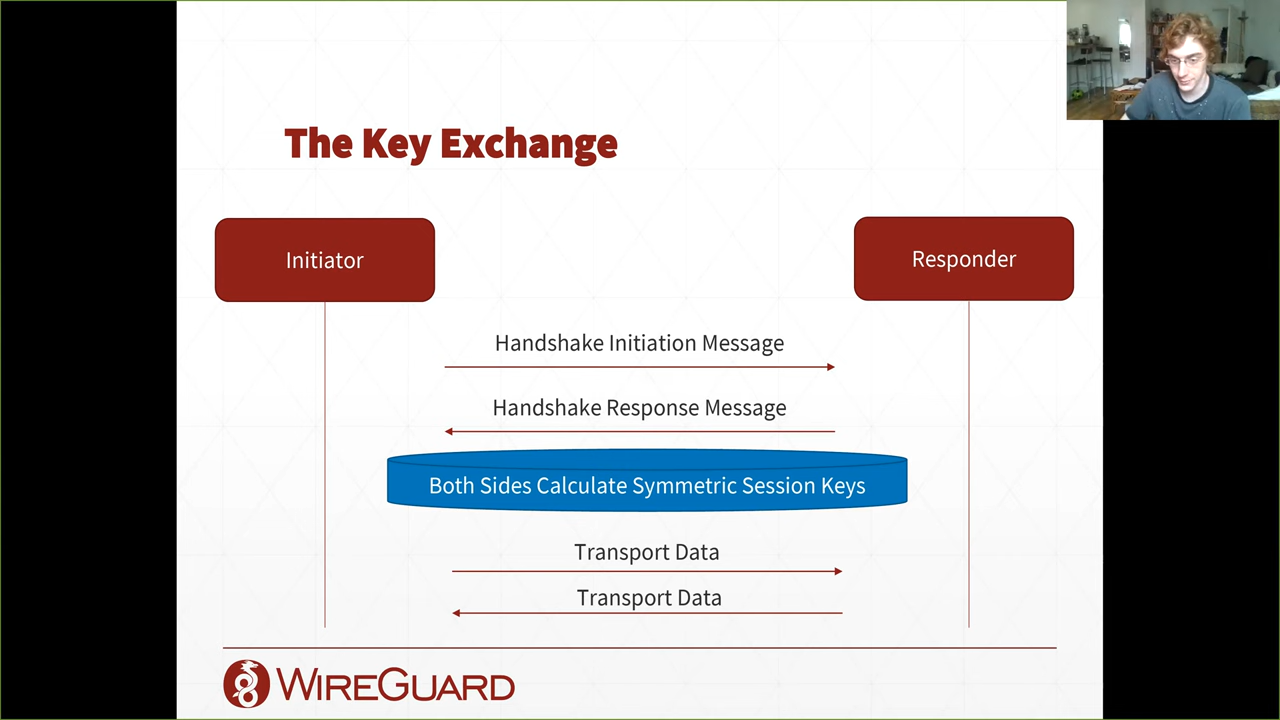 The Key Exchange
Initiator
Responder
Handshake Initiation Message
Handshake Response Message
Both Sides Calculate Symmetric Session Keys
Transport Data
Transport Data
WIREGUARD